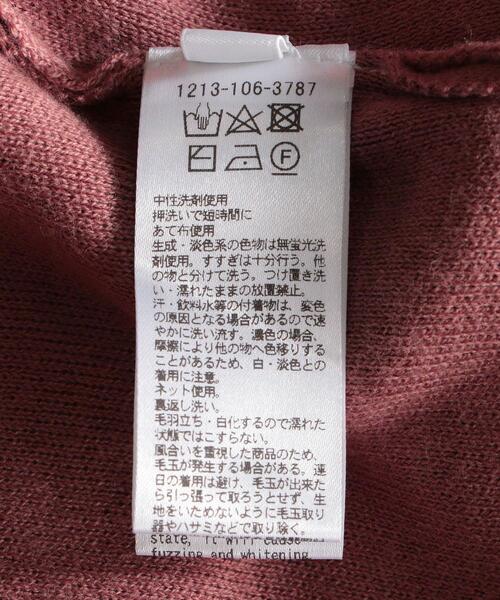 1213-106-3787
F
中性洗剤使用
押洗いで短時間に
あて布使用
生成・淡色系の色物は無蛍光洗
剤使用。すすぎは十分行う。他
の物と分けて洗う。つけ置き洗
い・濡れたままの放置禁止。
汗・飲料水等の付着物は、変色
の原因となる場合があるので速
やかに洗い流す。濃色の場合、
摩擦により他の物へ色移りする
ことがあるため、白・淡色との
着用に注意。
ネット使用。
裏返し洗い。
毛羽立ち・白化するので濡れた
状態ではこすらない。
風合いを重視した商品のため、
毛玉が発生する場合がある。連
日の着用は避け、毛玉が出来た
ら引っ張って取ろうとせず、生
地をいためないように毛玉取り
器やハサミなどで取り除く。
state, it will cause
fuzzing and whitening.